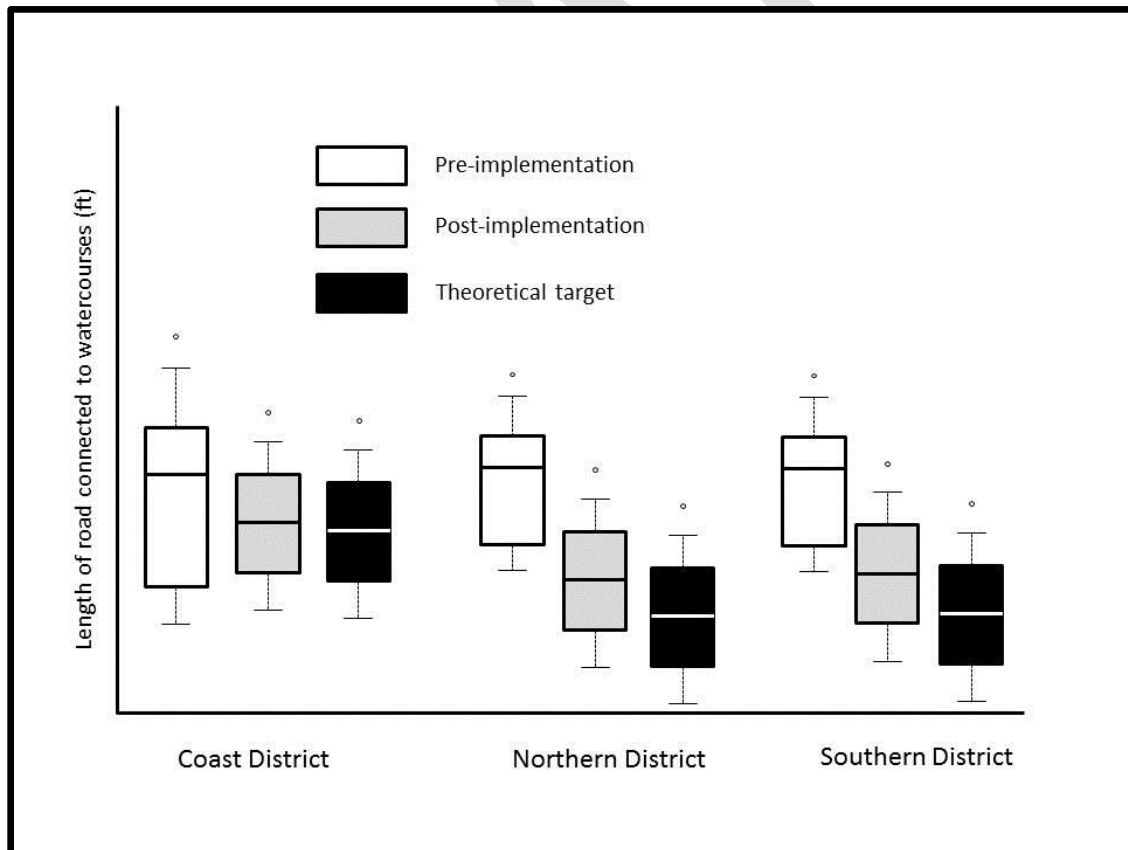 Length of road connected to watercourses (ft)
Pre-implementation
Post-implementation
Theoretical target
Coast District
Northern District
Southern District